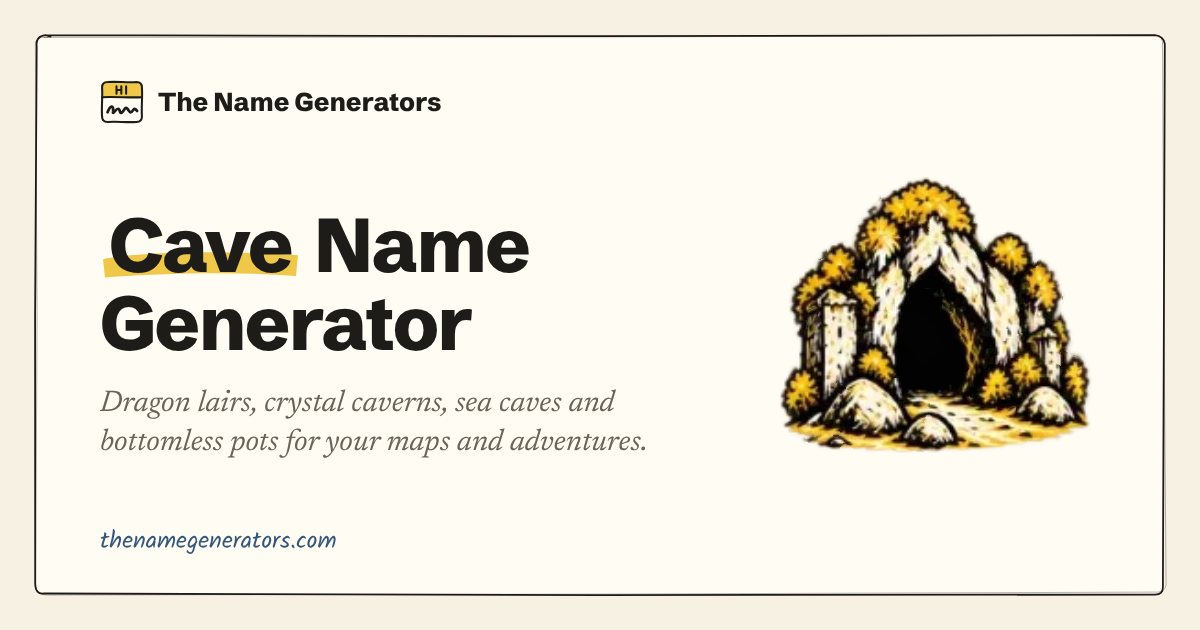 HI
The Name Generators
Cave Name
Generator
Dragon lairs, crystal caverns, sea caves and
bottomless pots for your maps and adventures.
thenamegenerators.com